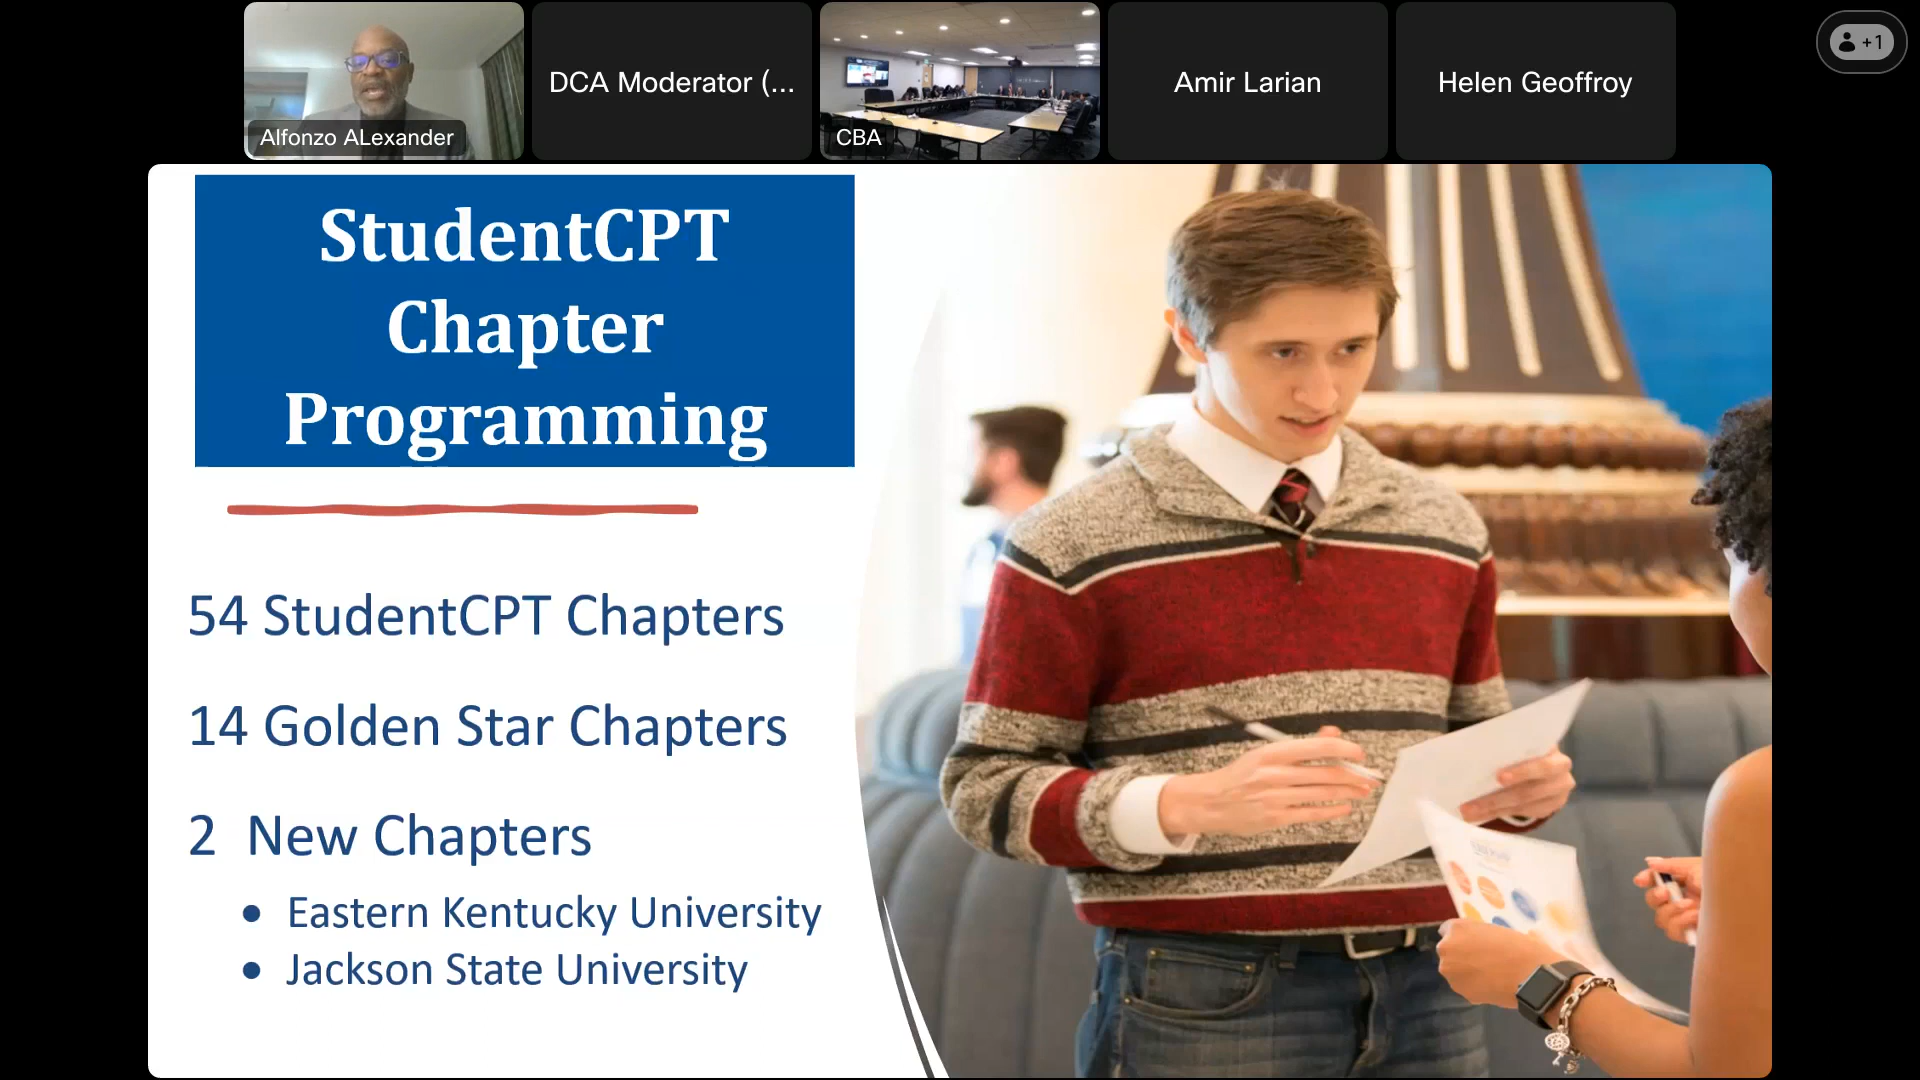 Alfonzo ALexander
DCA Moderator (...
CBA
Amir Larian
Helen Geoffroy
+1
StudentCPT
Chapter
Programming
54 StudentCPT Chapters
14 Golden Star Chapters
2 New Chapters
• Eastern Kentucky University
• Jackson State University